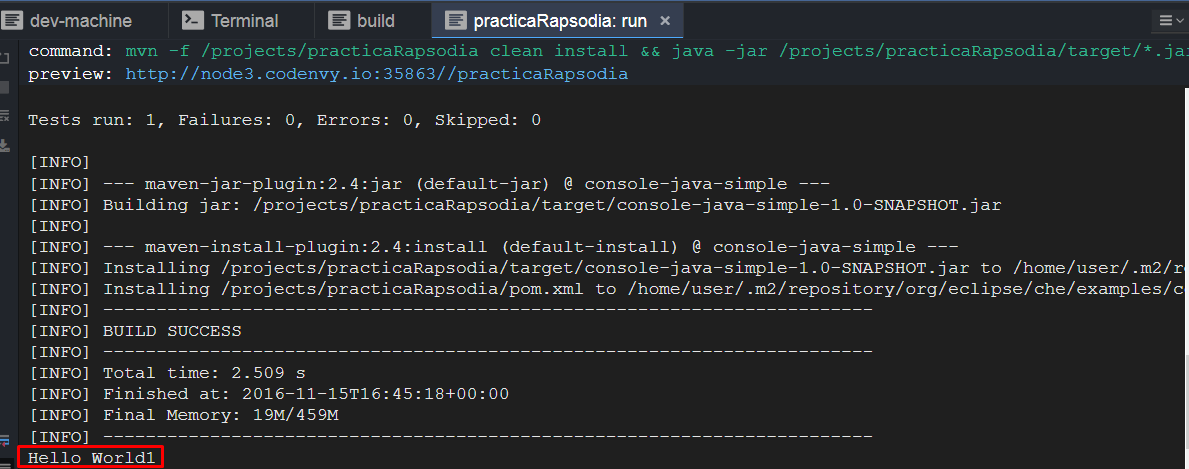 dev-machine Terminal build practicaRapsodia: run ×
command: mvn -f /projects/practicaRapsodia clean install && java -jar /projects/practicaRapsodia/target/*.jar
preview: http://node3.codenvy.io:35863//practicaRapsodia
Tests run: 1, Failures: 0, Errors: 0, Skipped: 0
[INFO]
[INFO] --- maven-jar-plugin:2.4:jar (default-jar) @ console-java-simple ---
[INFO] Building jar: /projects/practicaRapsodia/target/console-java-simple-1.0-SNAPSHOT.jar
[INFO]
[INFO] --- maven-install-plugin:2.4:install (default-install) @ console-java-simple ---
[INFO] Installing /projects/practicaRapsodia/target/console-java-simple-1.0-SNAPSHOT.jar to /home/user/.m2/re
[INFO] Installing /projects/practicaRapsodia/pom.xml to /home/user/.m2/repository/org/eclipse/che/examples/co
[INFO] ------------------------------------------------------------------------
[INFO] BUILD SUCCESS
[INFO] ------------------------------------------------------------------------
[INFO] Total time: 2.509 s
[INFO] Finished at: 2016-11-15T16:45:18+00:00
[INFO] Final Memory: 19M/459M
[INFO] ------------------------------------------------------------------------
Hello World1